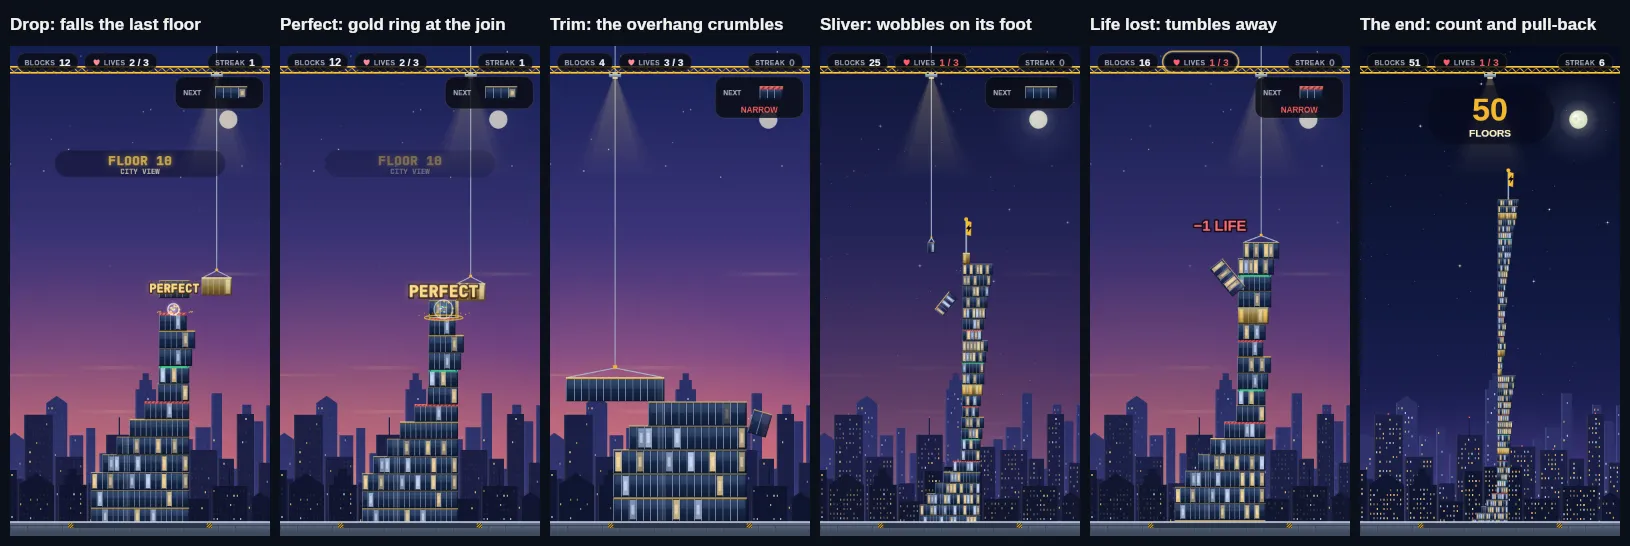 Drop: falls the last floor
BLOCKS 12 LIVES 2 / 3 STREAK 1
NEXT
FLOOR 10
CITY VIEW
PERFECT
Perfect: gold ring at the join
BLOCKS 12 LIVES 2 / 3 STREAK 1
NEXT
FLOOR 10
CITY VIEW
PERFECT
Trim: the overhang crumbles
BLOCKS 4 LIVES 3 / 3 STREAK 0
NEXT
NARROW
Sliver: wobbles on its foot
BLOCKS 25 LIVES 1 / 3 STREAK 0
NEXT
Life lost: tumbles away
BLOCKS 16 LIVES 1 / 3 STREAK 0
NEXT
NARROW
−1 LIFE
The end: count and pull-back
BLOCKS 51 LIVES 1 / 3 STREAK 6
50
FLOORS